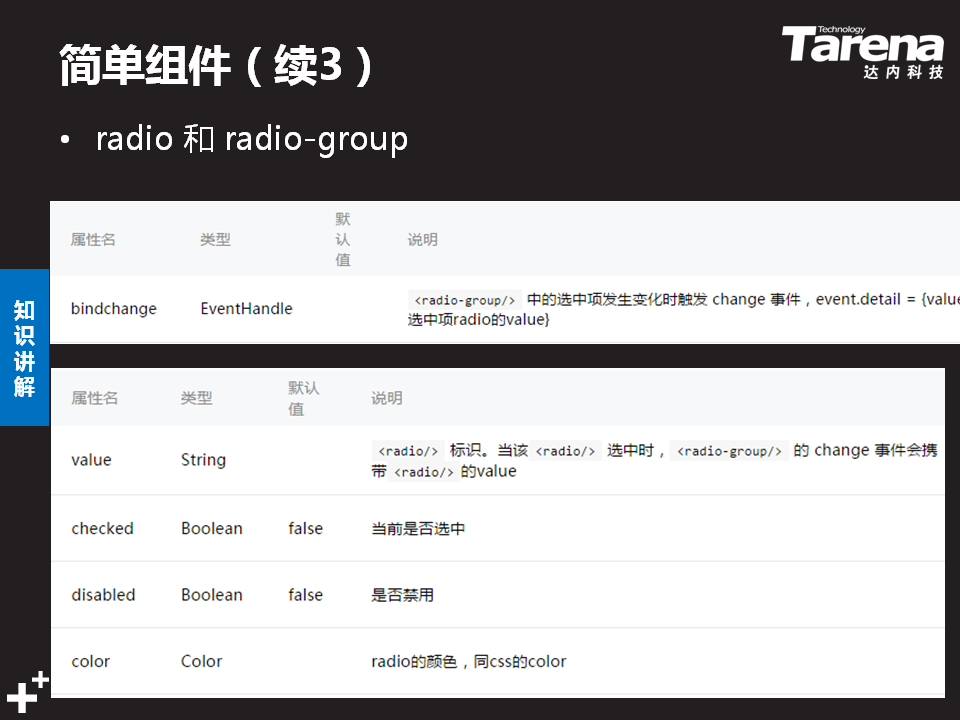 简单组件（续3）
Technology
Tarena
达内科技
• radio 和 radio-group
知识讲解
属性名 类型 默认值 说明
bindchange EventHandle <radio-group/> 中的选中项发生变化时触发 change 事件，event.detail = {value
选中项radio的value}
属性名 类型 默认值 说明
value String <radio/> 标识。当该 <radio/> 选中时， <radio-group/> 的 change 事件会携
带 <radio/> 的value
checked Boolean false 当前是否选中
disabled Boolean false 是否禁用
color Color radio的颜色，同css的color